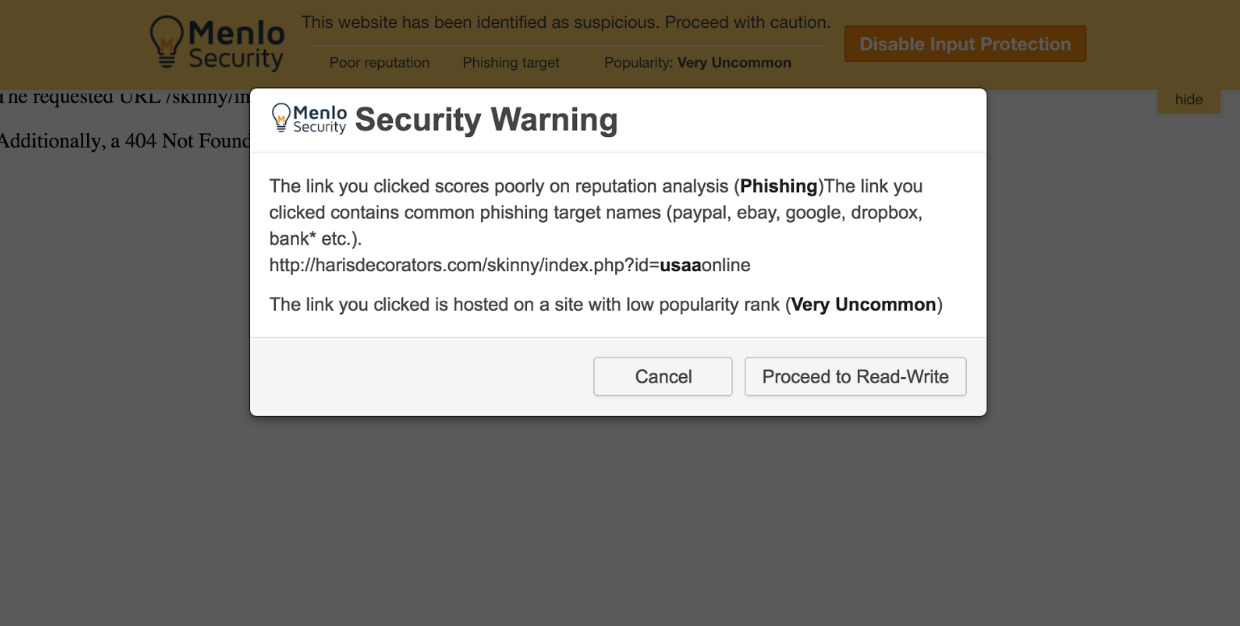 Menlo
Security
This website has been identified as suspicious. Proceed with caution.
Poor reputation Phishing target Popularity: Very Uncommon
Disable Input Protection
hide
The requested URL /skinny/in
Additionally, a 404 Not Found
Menlo
Security
Security Warning
The link you clicked scores poorly on reputation analysis (Phishing)The link you
clicked contains common phishing target names (paypal, ebay, google, dropbox,
bank* etc.).
http://harisdecorators.com/skinny/index.php?id=usaaonline
The link you clicked is hosted on a site with low popularity rank (Very Uncommon)
Cancel
Proceed to Read-Write